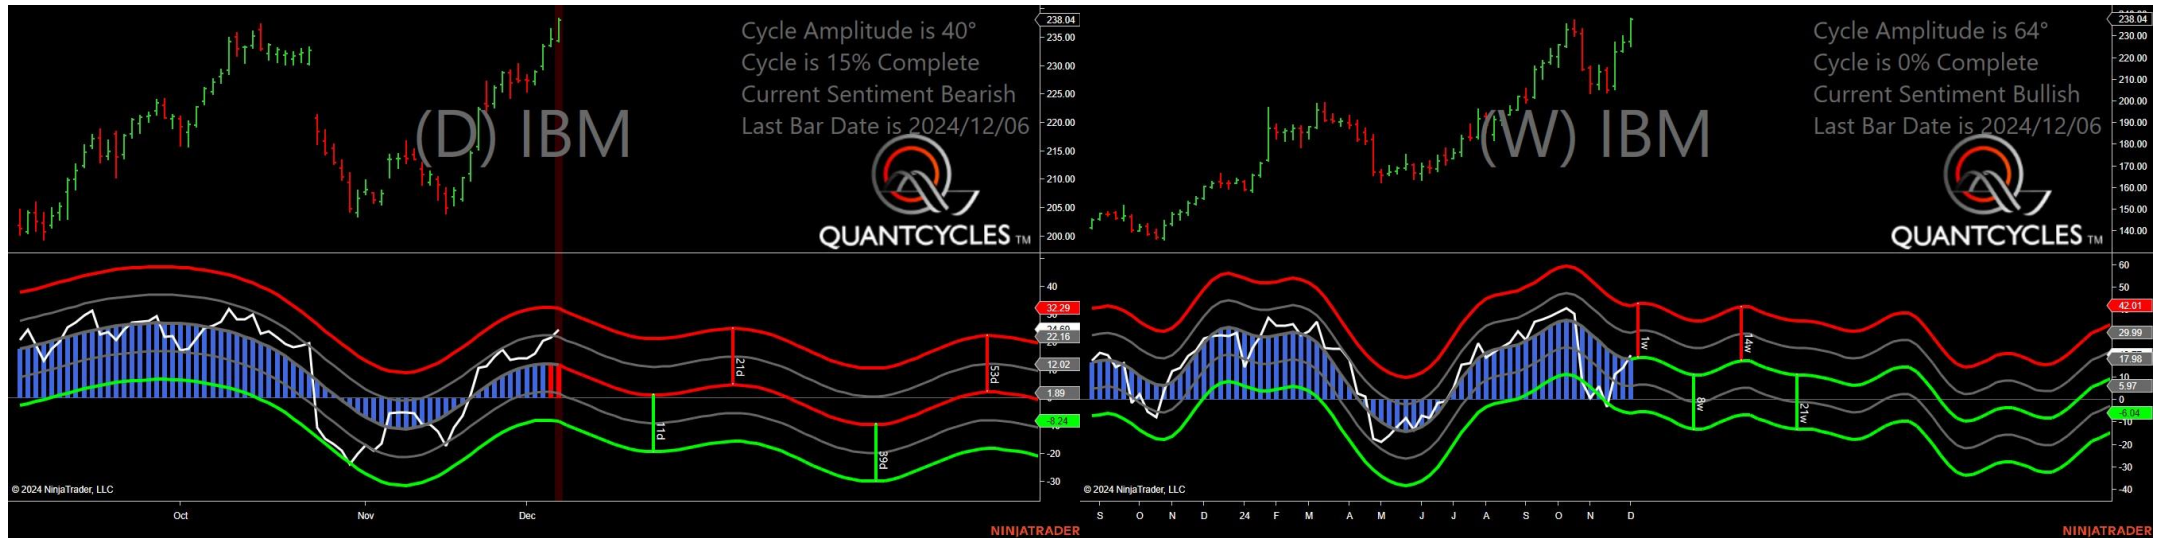 Cycle Amplitude is 40°
Cycle is 15% Complete
Current Sentiment Bearish
Last Bar Date is 2024/12/06
(D) IBM
QUANTCYCLES TM
238.04
235.00
230.00
225.00
220.00
215.00
210.00
205.00
200.00
40
32.29
22.16
12.02
1.89
-8.24
-20
-30
11d
21d
39d
53d
© 2024 NinjaTrader, LLC
Oct
Nov
Dec
NINJATRADER
Cycle Amplitude is 64°
Cycle is 0% Complete
Current Sentiment Bullish
Last Bar Date is 2024/12/06
(W) IBM
QUANTCYCLES TM
238.04
230.00
220.00
210.00
200.00
190.00
180.00
170.00
160.00
150.00
140.00
60
50
42.01
29.99
17.98
10
5.97
0
-6.04
-10
-20
-30
-40
1w
8w
14w
21w
© 2024 NinjaTrader, LLC
S O N D 24 F M A M J J A S O N D
NINJATRADER